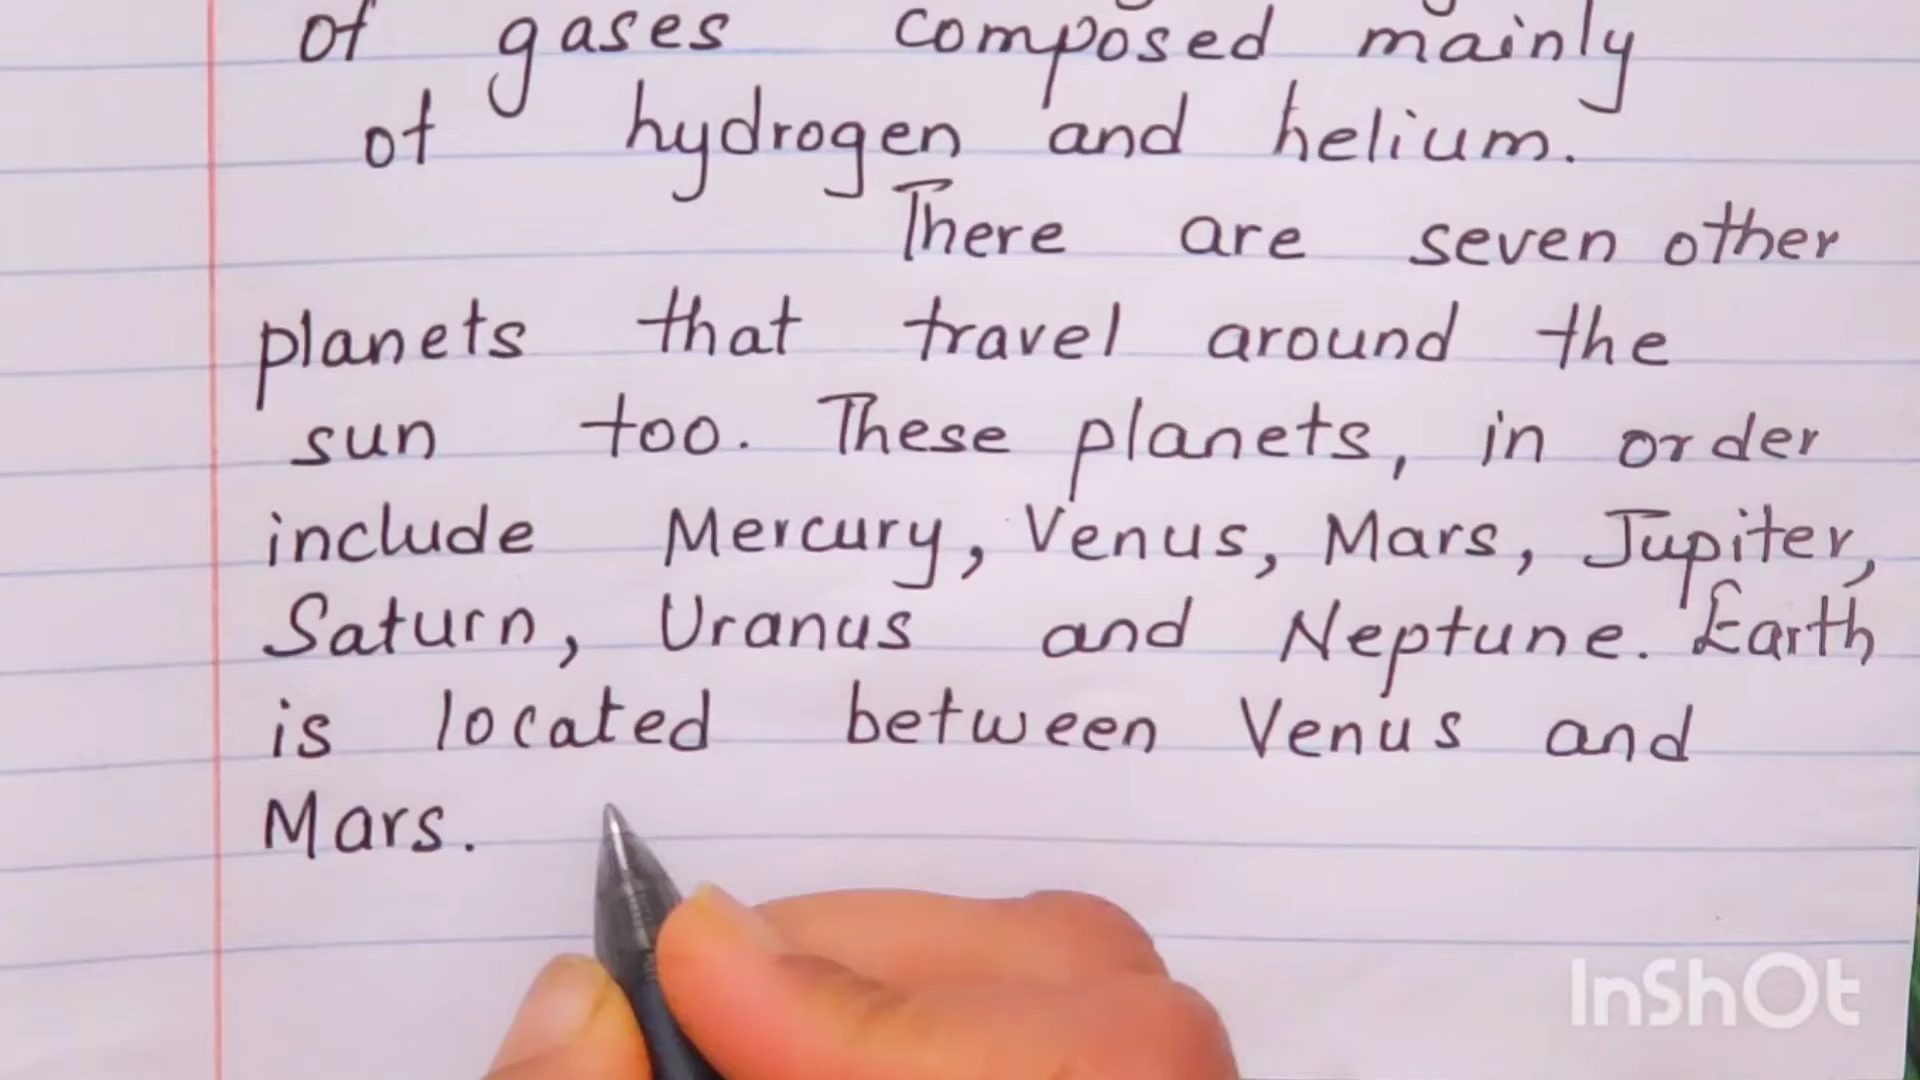 of gases composed mainly
of hydrogen and helium.
There are seven other
planets that travel around the
sun too. These planets, in order
include Mercury, Venus, Mars, Jupiter,
Saturn, Uranus and Neptune. Earth
is located between Venus and
Mars.
InShOt